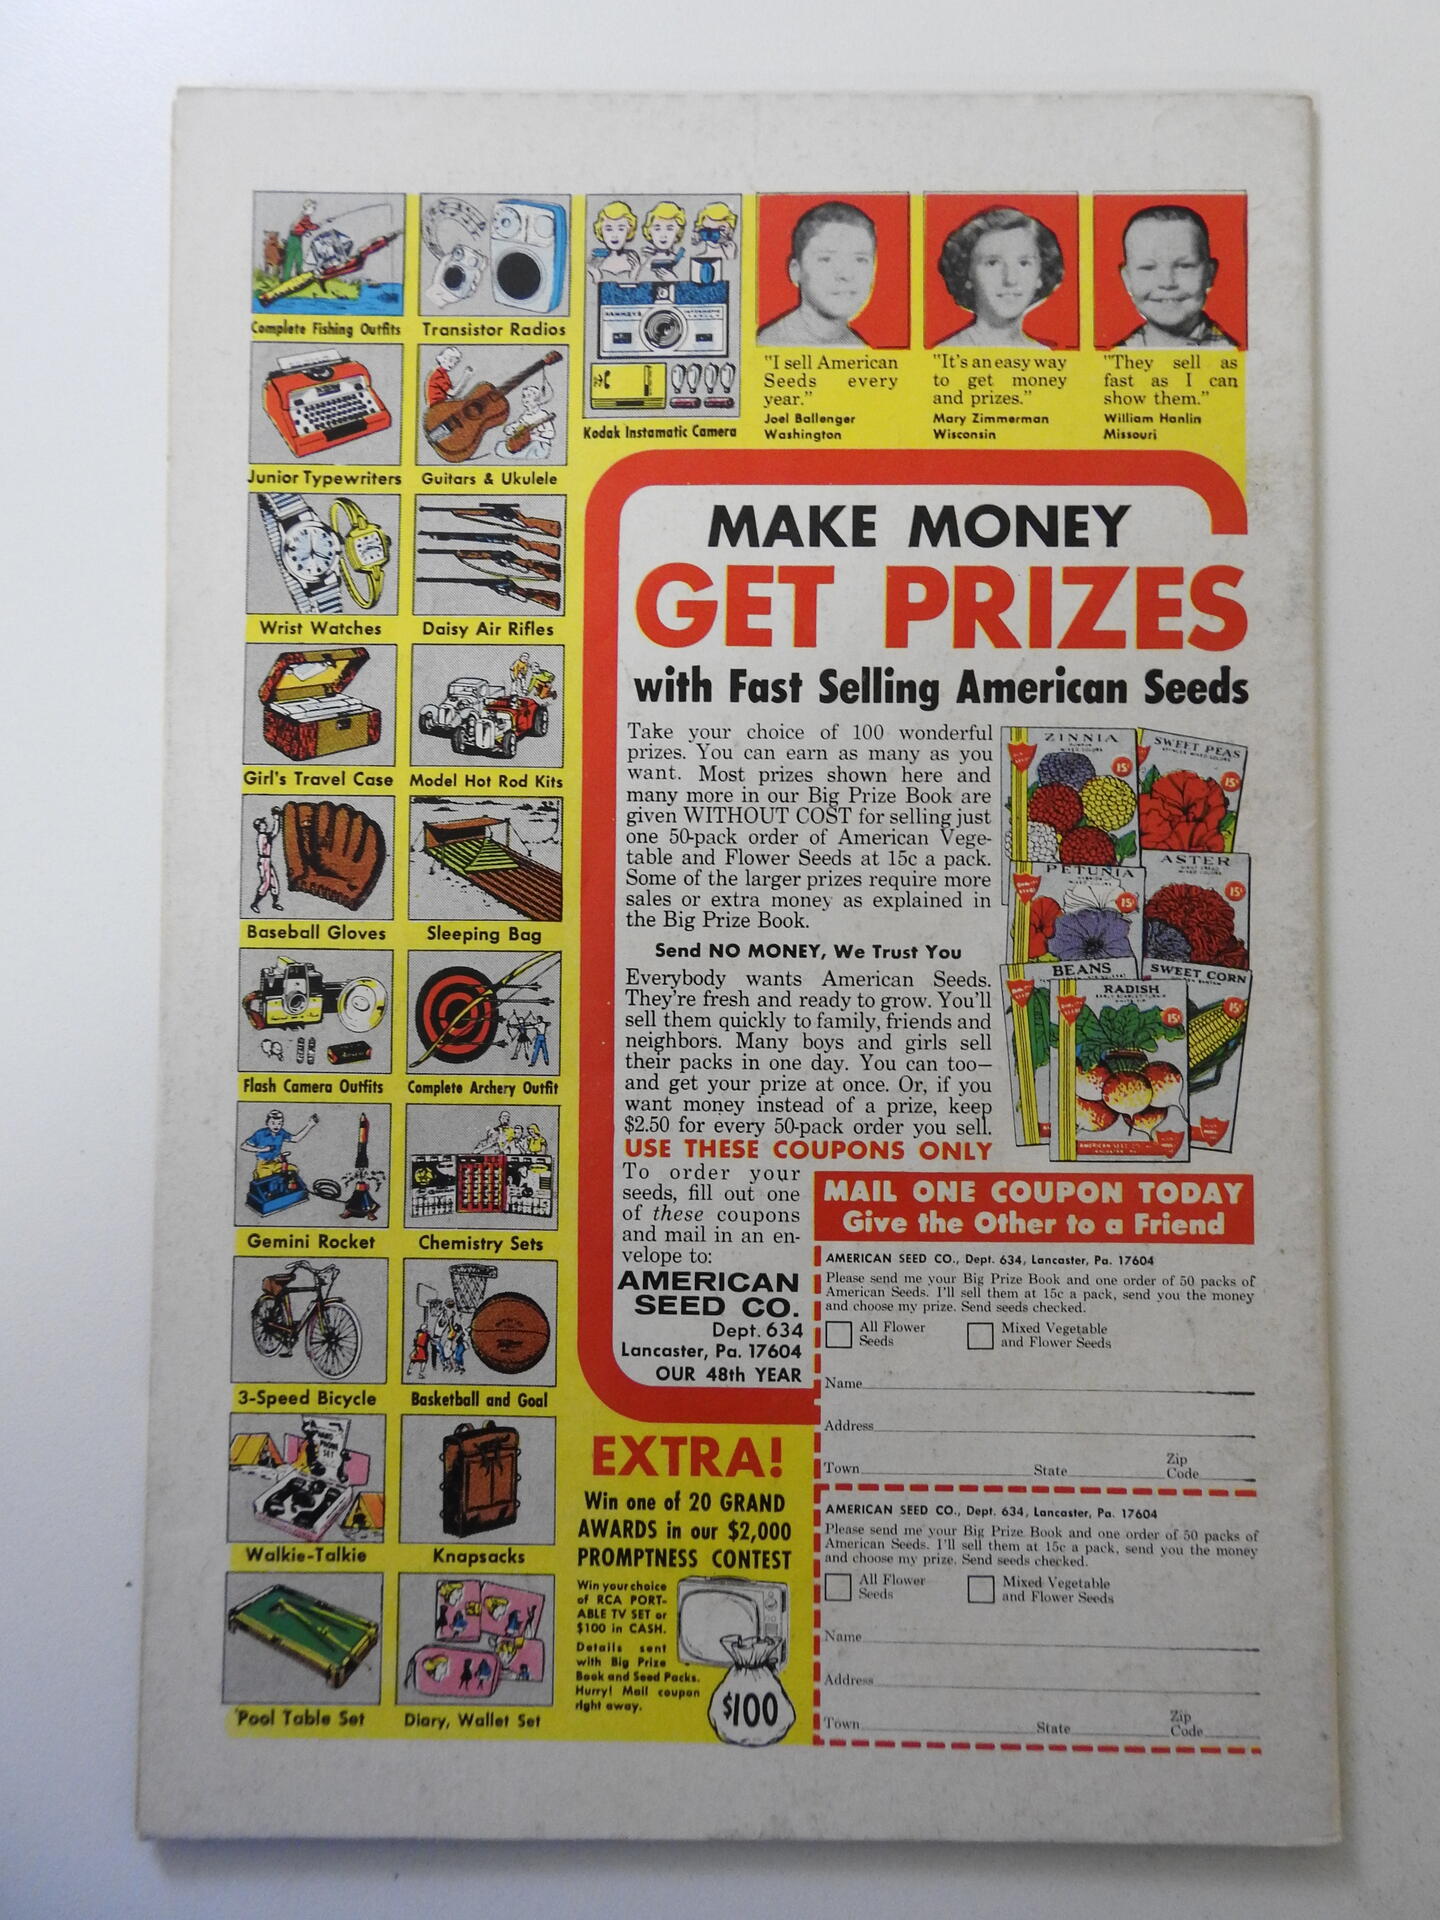 Complete Fishing Outfits
Transistor Radios
Kodak Instamatic Camera
Junior Typewriters
Guitars & Ukulele
Wrist Watches
Daisy Air Rifles
Girl's Travel Case
Model Hot Rod Kits
Baseball Gloves
Sleeping Bag
Flash Camera Outfits
Complete Archery Outfit
Gemini Rocket
Chemistry Sets
3-Speed Bicycle
Basketball and Goal
Walkie-Talkie
Knapsacks
Pool Table Set
Diary, Wallet Set
"I sell American
Seeds every
year."
Joel Ballenger
Washington
"It's an easy way
to get money
and prizes."
Mary Zimmerman
Wisconsin
"They sell as
fast as I can
show them."
William Hanlin
Missouri
MAKE MONEY
GET PRIZES
with Fast Selling American Seeds
Take your choice of 100 wonderful
prizes. You can earn as many as you
want. Most prizes shown here and
many more in our Big Prize Book are
given WITHOUT COST for selling just
one 50-pack order of American Vege-
table and Flower Seeds at 15c a pack.
Some of the larger prizes require more
sales or extra money as explained in
the Big Prize Book.
Send NO MONEY, We Trust You
Everybody wants American Seeds.
They're fresh and ready to grow. You'll
sell them quickly to family, friends and
neighbors. Many boys and girls sell
their packs in one day. You can too—
and get your prize at once. Or, if you
want money instead of a prize, keep
$2.50 for every 50-pack order you sell.
USE THESE COUPONS ONLY
To order your
seeds, fill out one
of these coupons
and mail in an en-
velope to:
AMERICAN
SEED CO.
Dept. 634
Lancaster, Pa. 17604
OUR 48th YEAR
ZINNIA
15¢
SWEET PEAS
15¢
PETUNIA
15¢
ASTER
15¢
BEANS
SWEET CORN
15¢
RADISH
15¢
MAIL ONE COUPON TODAY
Give the Other to a Friend
AMERICAN SEED CO., Dept. 634, Lancaster, Pa. 17604
Please send me your Big Prize Book and one order of 50 packs of
American Seeds. I'll sell them at 15c a pack, send you the money
and choose my prize. Send seeds checked.
All Flower
Seeds
Mixed Vegetable
and Flower Seeds
Name
Address
Town State Zip Code
AMERICAN SEED CO., Dept. 634, Lancaster, Pa. 17604
Please send me your Big Prize Book and one order of 50 packs of
American Seeds. I'll sell them at 15c a pack, send you the money
and choose my prize. Send seeds checked.
All Flower
Seeds
Mixed Vegetable
and Flower Seeds
Name
Address
Town State Zip Code
EXTRA!
Win one of 20 GRAND
AWARDS in our $2,000
PROMPTNESS CONTEST
Win your choice
of RCA PORT-
ABLE TV SET or
$100 in CASH.
Details sent
with Big Prize
Book and Seed Packs.
Hurry! Mail coupon
right away.
$100